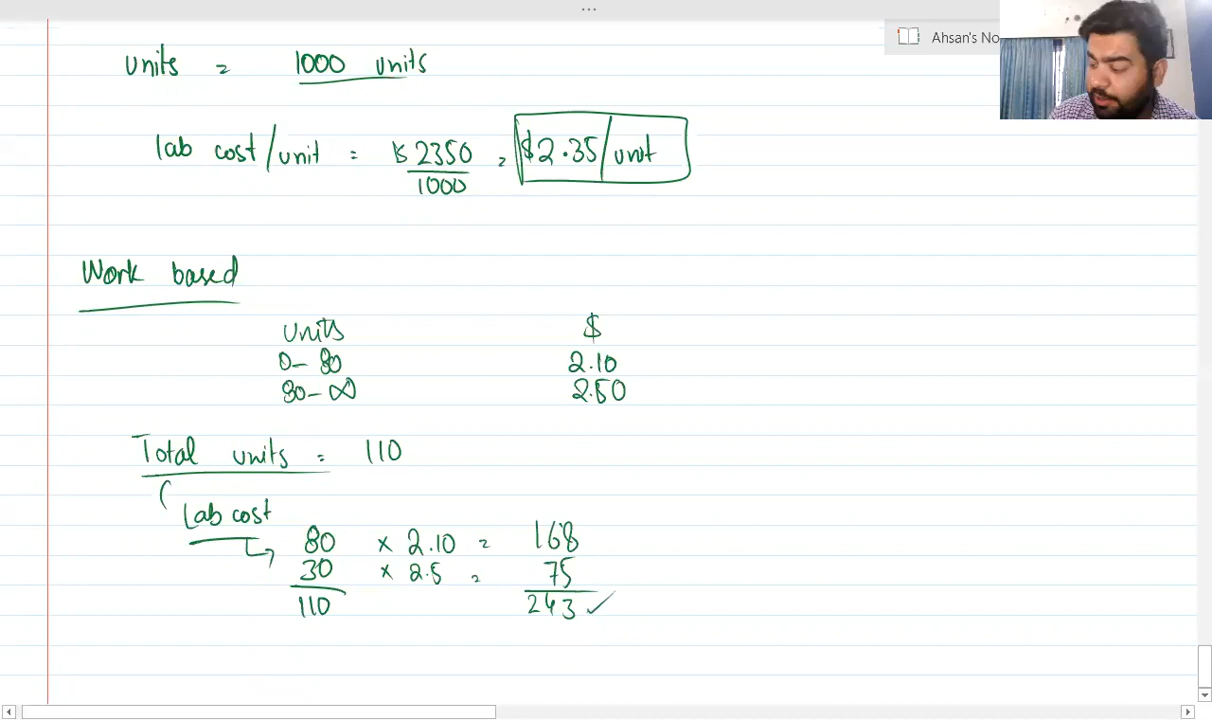 Ahsan's No
units = 1000 units
lab cost/unit = $2350/1000 = $2.35/unit
Work based
units $
0-80 2.10
80-∞ 2.50
Total units = 110
Lab cost
80 × 2.10 = 168
30 × 2.5 = 75
110 243 ✓